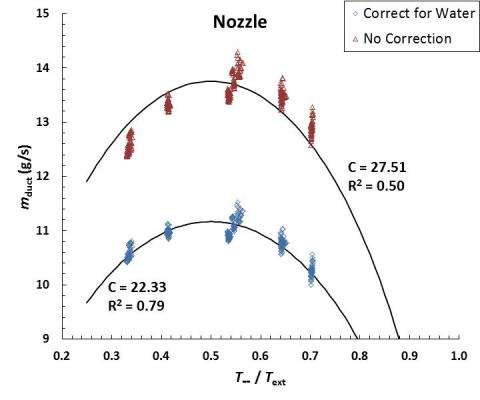 Nozzle
Correct for Water
No Correction
15
14
13
12
11
10
9
m_duct (g/s)
C = 27.51
R² = 0.50
C = 22.33
R² = 0.79
0.2 0.3 0.4 0.5 0.6 0.7 0.8 0.9 1.0
T∞ / T_ext